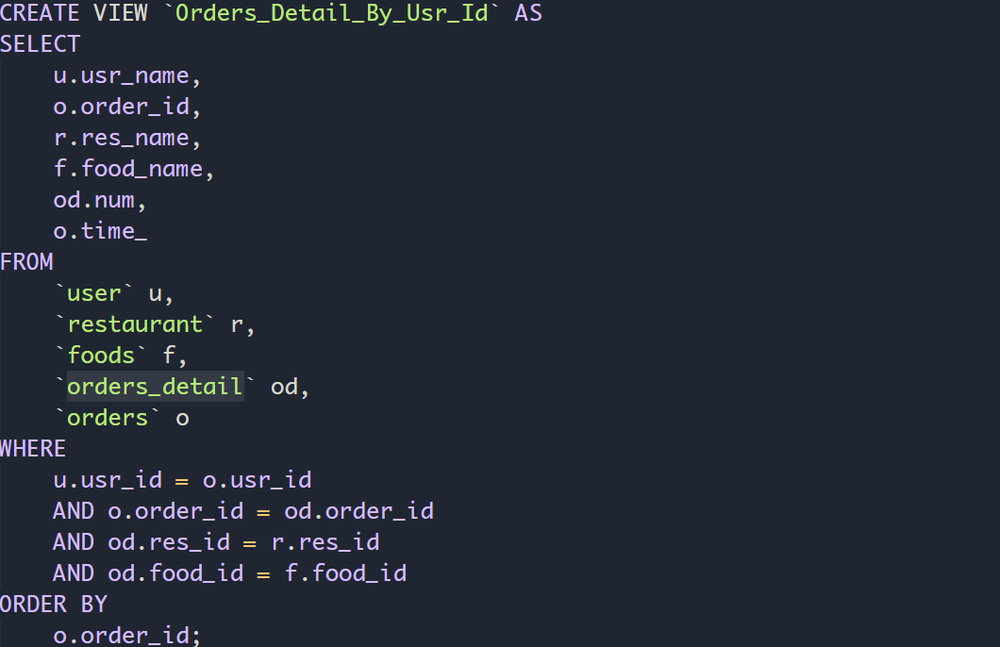 CREATE VIEW `Orders_Detail_By_Usr_Id` AS
SELECT
    u.usr_name,
    o.order_id,
    r.res_name,
    f.food_name,
    od.num,
    o.time_
FROM
    `user` u,
    `restaurant` r,
    `foods` f,
    `orders_detail` od,
    `orders` o
WHERE
    u.usr_id = o.usr_id
    AND o.order_id = od.order_id
    AND od.res_id = r.res_id
    AND od.food_id = f.food_id
ORDER BY
    o.order_id;